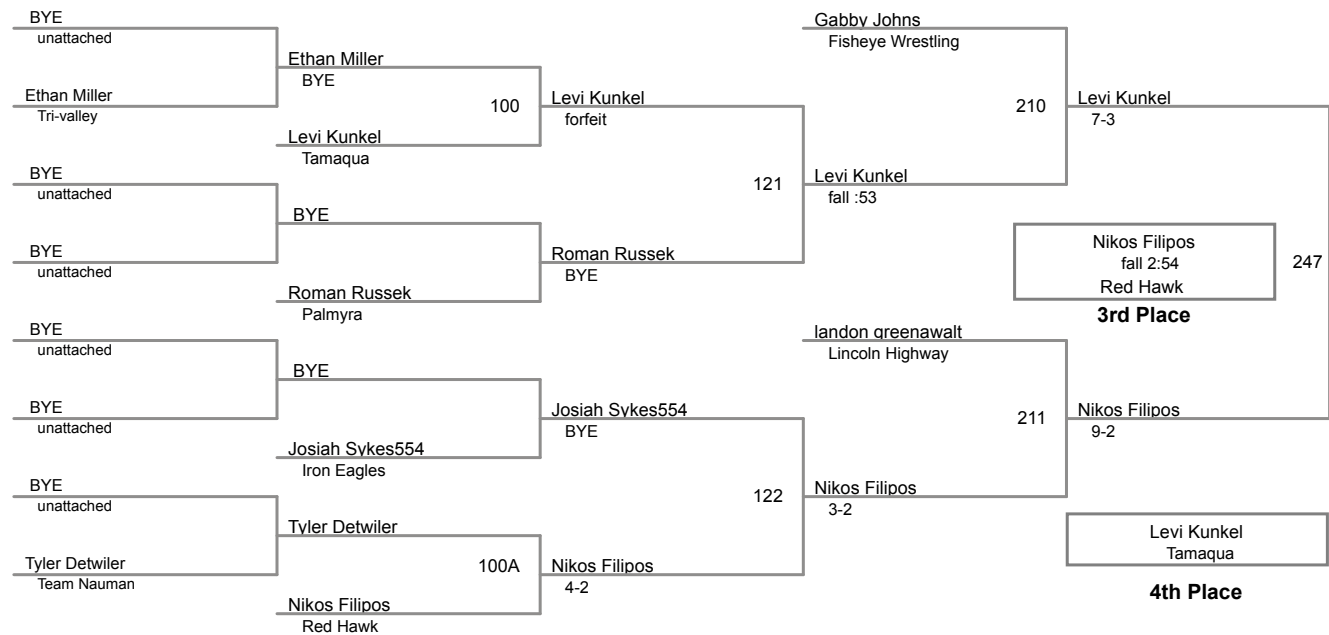 BYE
unattached
Ethan Miller
Tri-valley
BYE
unattached
BYE
unattached
BYE
unattached
BYE
unattached
BYE
unattached
Tyler Detwiler
Team Nauman
Ethan Miller
BYE
100
Levi Kunkel
Tamaqua
BYE
Roman Russek
Palmyra
BYE
Josiah Sykes554
Iron Eagles
Tyler Detwiler
100A
Nikos Filipos
Red Hawk
Levi Kunkel
forfeit
121
Roman Russek
BYE
Josiah Sykes554
BYE
122
Nikos Filipos
4-2
Gabby Johns
Fisheye Wrestling
210
Levi Kunkel
fall :53
landon greenawalt
Lincoln Highway
211
Nikos Filipos
3-2
Levi Kunkel
7-3
Nikos Filipos
fall 2:54
Red Hawk
247
3rd Place
Nikos Filipos
9-2
Levi Kunkel
Tamaqua
4th Place